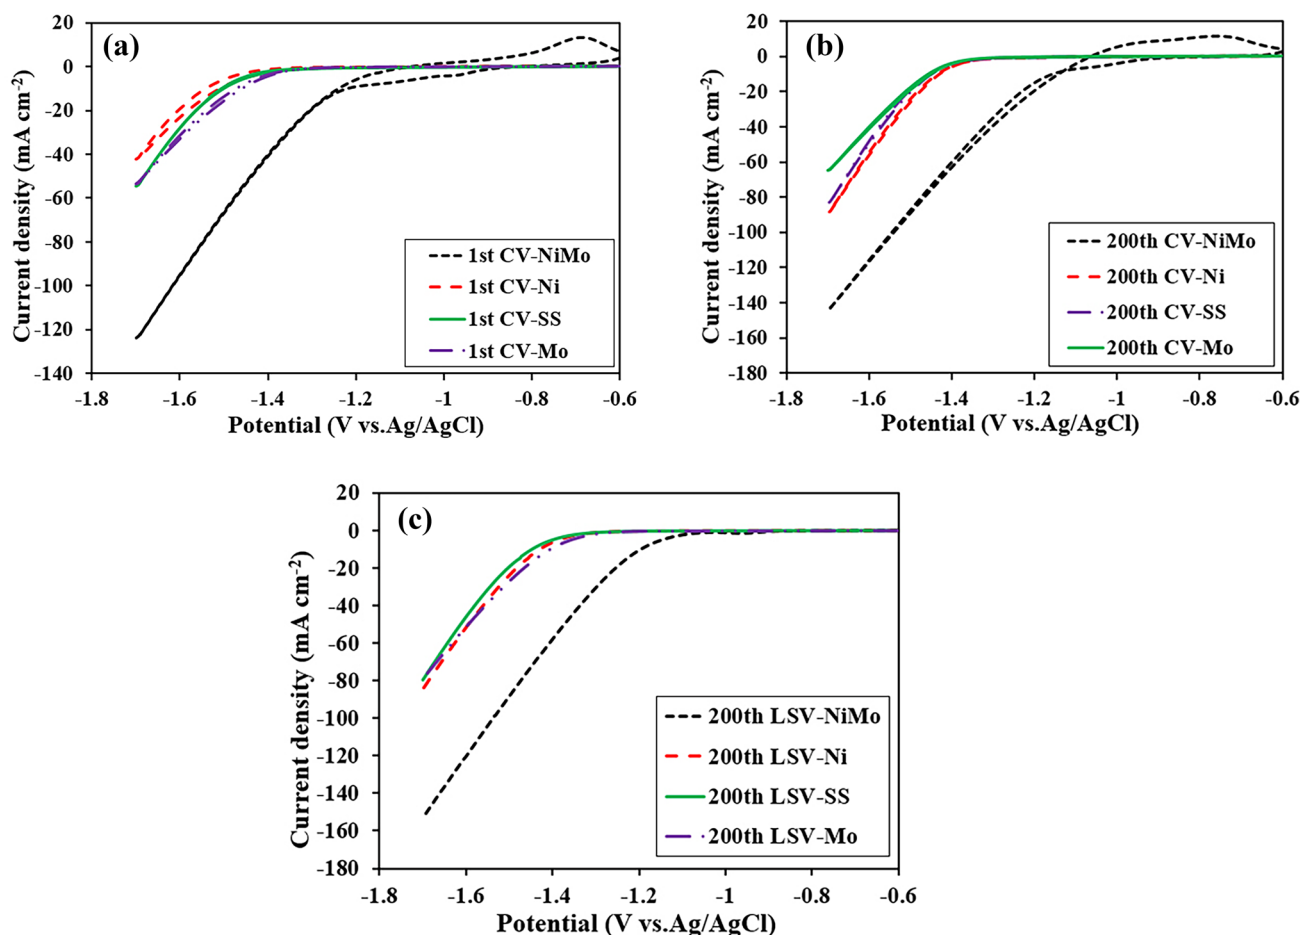 (a)
20
0
-20
-40
-60
-80
-100
-120
-140
-1.8 -1.6 -1.4 -1.2 -1 -0.8 -0.6
Current density (mA cm-2)
Potential (V vs.Ag/AgCl)
1st CV-NiMo
1st CV-Ni
1st CV-SS
1st CV-Mo
(b)
20
0
-20
-40
-60
-80
-100
-120
-140
-160
-180
-1.8 -1.6 -1.4 -1.2 -1 -0.8 -0.6
Current density (mA cm-2)
Potential (V vs.Ag/AgCl)
200th CV-NiMo
200th CV-Ni
200th CV-SS
200th CV-Mo
(c)
20
0
-20
-40
-60
-80
-100
-120
-140
-160
-180
-1.8 -1.6 -1.4 -1.2 -1 -0.8 -0.6
Current density (mA cm-2)
Potential (V vs.Ag/AgCl)
200th LSV-NiMo
200th LSV-Ni
200th LSV-SS
200th LSV-Mo